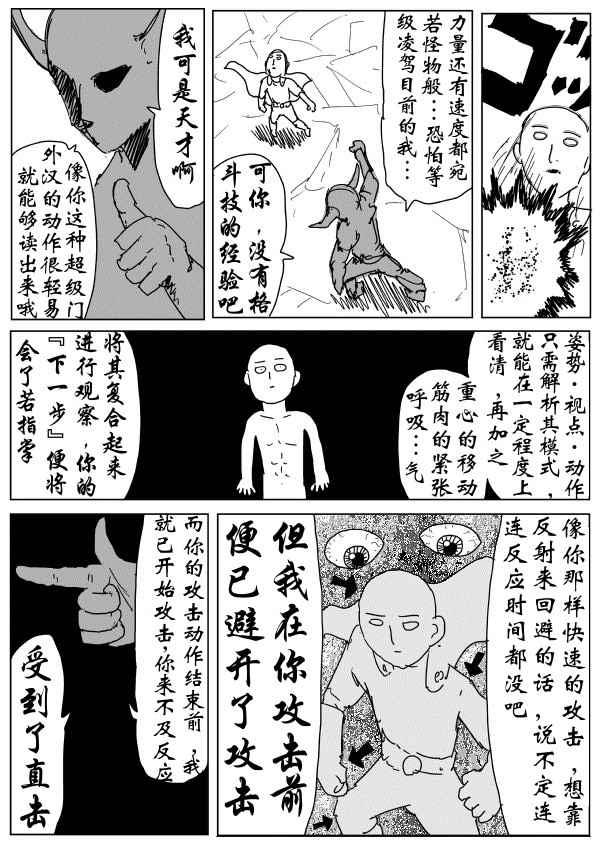 力量还有速度都宛
若怪物般…恐怕等
级凌驾目前的我…
可你，没有格
斗技的经验吧
我可是天才啊
像你这种超级门
外汉的动作很轻易
就能够读出来哦
姿势·视点·动作
只需解析其模式，
就能在一定程度上
看清，再加之
重心的移动
筋肉的紧张
呼吸…气
将其复合起来
进行观察，你的
『下一步』便将
会了若指掌
像你那样快速的攻击，想靠
反射来回避的话，说不定连
连反应时间都没吧
但我在你攻击前
便已避开了攻击
而你的攻击动作结束前，我
就已开始攻击，你来不及反应
受到了直击